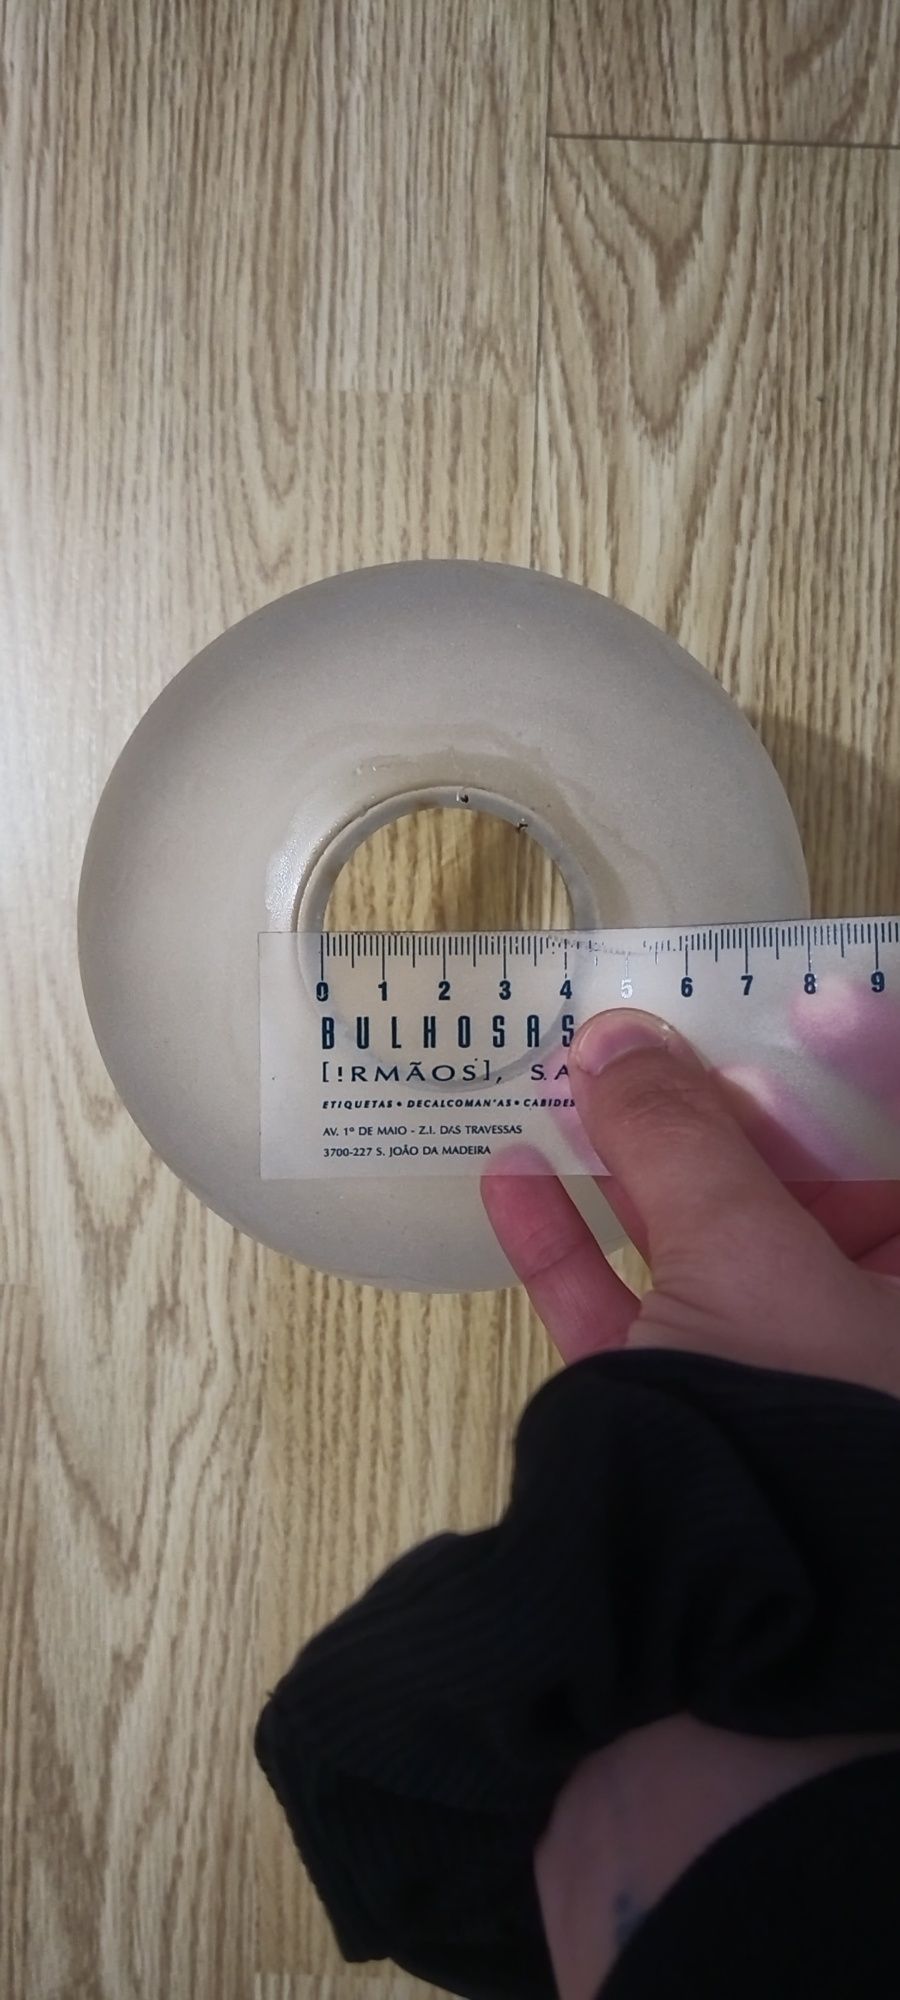 0 1 2 3 4 5 6 7 8 9
BULHOSAS
[!RMÃOS], S.A
ETIQUETAS • DECALCOMAN'AS • CABIDES
AV. 1º DE MAIO - Z.I. DAS TRAVESSAS
3700-227 S. JOÃO DA MADEIRA